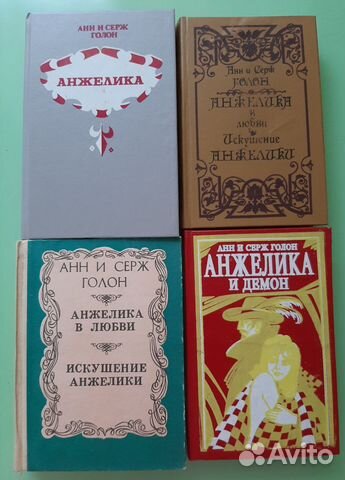 АНН И СЕРЖ
ГОЛОН
АНЖЕЛИКА
Анн и Серж
ГОЛОН
АНЖЕЛИКА
в
любви
Искушение
АНЖЕЛИКИ
АНН И СЕРЖ
ГОЛОН
АНЖЕЛИКА
В ЛЮБВИ
ИСКУШЕНИЕ
АНЖЕЛИКИ
АНН И СЕРЖ ГОЛОН
АНЖЕЛИКА
И ДЕМОН
Avito